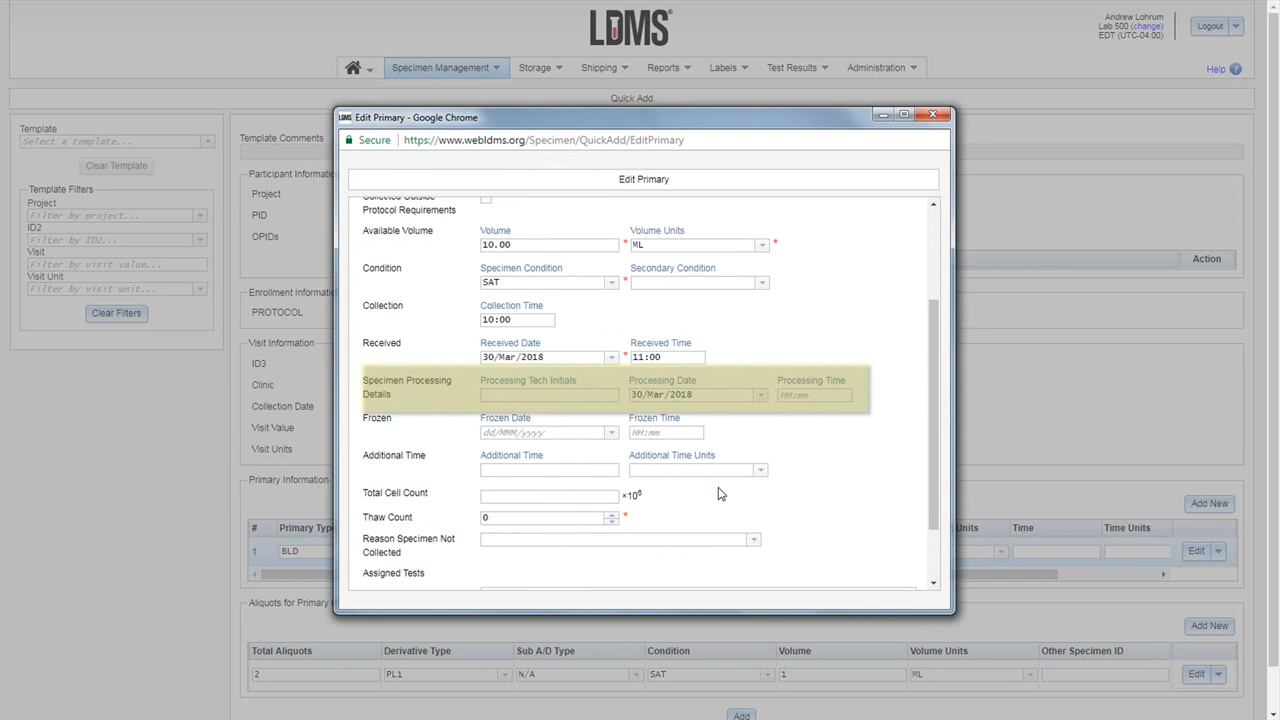 LDMS®
Andrew Lohrum
Lab 500 (change)
EDT (UTC-04:00)
Logout
Specimen Management
Storage
Shipping
Reports
Labels
Test Results
Administration
Help ?
Quick Add
Template
Select a template...
Clear Template
Template Filters
Project
Filter by project...
ID2
Filter by ID2...
Visit
Filter by visit value...
Visit Unit
Filter by visit unit...
Clear Filters
Template Comments
Participant Information
Project
PID
OPIDs
Action
Enrollment Information
PROTOCOL
Visit Information
ID3
Clinic
Collection Date
Visit Value
Visit Units
LDMS Edit Primary - Google Chrome
Secure https://www.webldms.org/Specimen/QuickAdd/EditPrimary
Edit Primary
Collected Outside
Protocol Requirements
Available Volume Volume Volume Units
10.00 * ML *
Condition Specimen Condition Secondary Condition
SAT *
Collection Collection Time
10:00
Received Received Date Received Time
30/Mar/2018 * 11:00
Specimen Processing Processing Tech Initials Processing Date Processing Time
Details 30/Mar/2018 HH:mm
Frozen Frozen Date Frozen Time
dd/MMM/yyyy HH:mm
Additional Time Additional Time Additional Time Units
Total Cell Count ×10⁶
Thaw Count 0 *
Reason Specimen Not
Collected
Assigned Tests
Primary Information
Add New
# Primary Type Units Time Time Units
1 BLD Edit
Aliquots for Primary
Add New
Total Aliquots Derivative Type Sub A/D Type Condition Volume Volume Units Other Specimen ID
2 PL1 N/A SAT 1 ML Edit
Add